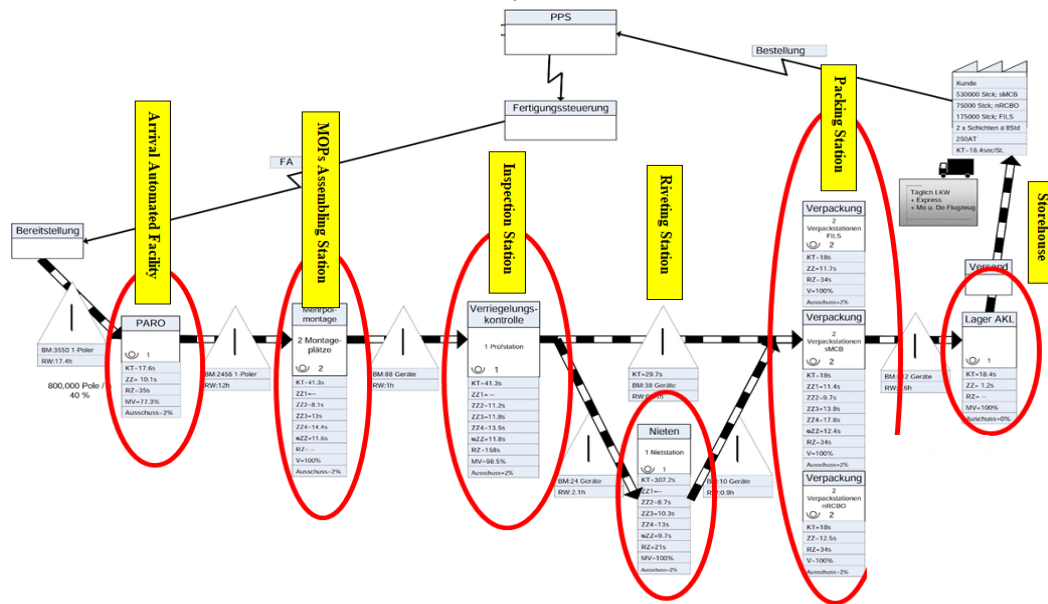 PPS
Bestellung
Fertigungssteuerung
FA
Kunde
530000 Stck; sMCB
75000 Stck; nRCBO
175000 Stck; FILS
2 x Schichten á 8Std
250AT
KT~18.4sec/St.
Täglich LKW
+ Express
+ Mo u. Do Flugzeug
Storehouse
Versand
Bereitstellung
I
BM:3550 1-Poler
RW:17.4h
800,000 Pole /
40 %
Arrival Automated Facility
PARO
1
KT~17.6s
ZZ= 10.1s
RZ~35s
MV=77.3%
Ausschuss~2%
I
BM:2456 1-Poler
RW:12h
MOPs Assembling Station
Mehrpol-
montage
2 Montage-
plätze
2
KT~41.3s
ZZ1=--
ZZ2~8.1s
ZZ3=13s
ZZ4~14.4s
øZZ=11.6s
RZ~--
V=100%
Ausschuss~2%
I
BM:88 Geräte
RW:1h
Inspection Station
Verriegelungs-
kontrolle
1 Prüfstation
1
KT~41.3s
ZZ1= --
ZZ2~11.2s
ZZ3=11.8s
ZZ4~13.5s
øZZ=11.8s
RZ~158s
MV~98.5%
Ausschuss=2%
Riveting Station
I
KT=29.7s
BM:38 Geräte
I
BM:24 Geräte
RW:2.1h
Nieten
1 Nietstation
1
KT~307.2s
ZZ1=--
ZZ2~8.7s
ZZ3=10.3s
ZZ4~13s
øZZ=9.7s
RZ=21s
MV=100%
Ausschuss=2%
I
BM:10 Geräte
RW:0.9h
Packing Station
Verpackung
2
Verpackstationen
FILS
2
KT~18s
ZZ=11.7s
RZ~34s
V=100%
Ausschuss=2%
Verpackung
2
Verpackstationen
sMCB
2
KT~18s
ZZ1=11.4s
ZZ2~9.7s
ZZ3=13.8s
ZZ4~17.8s
øZZ=12.4s
RZ=34s
V=100%
Ausschuss=2%
Verpackung
2
Verpackstationen
nRCBO
2
KT=18s
ZZ~12.5s
RZ=34s
V~100%
Ausschuss=2%
I
Geräte
Lager AKL
1
KT=18.4s
ZZ= 1.2s
RZ= --
MV=100%
Ausschuss=0%